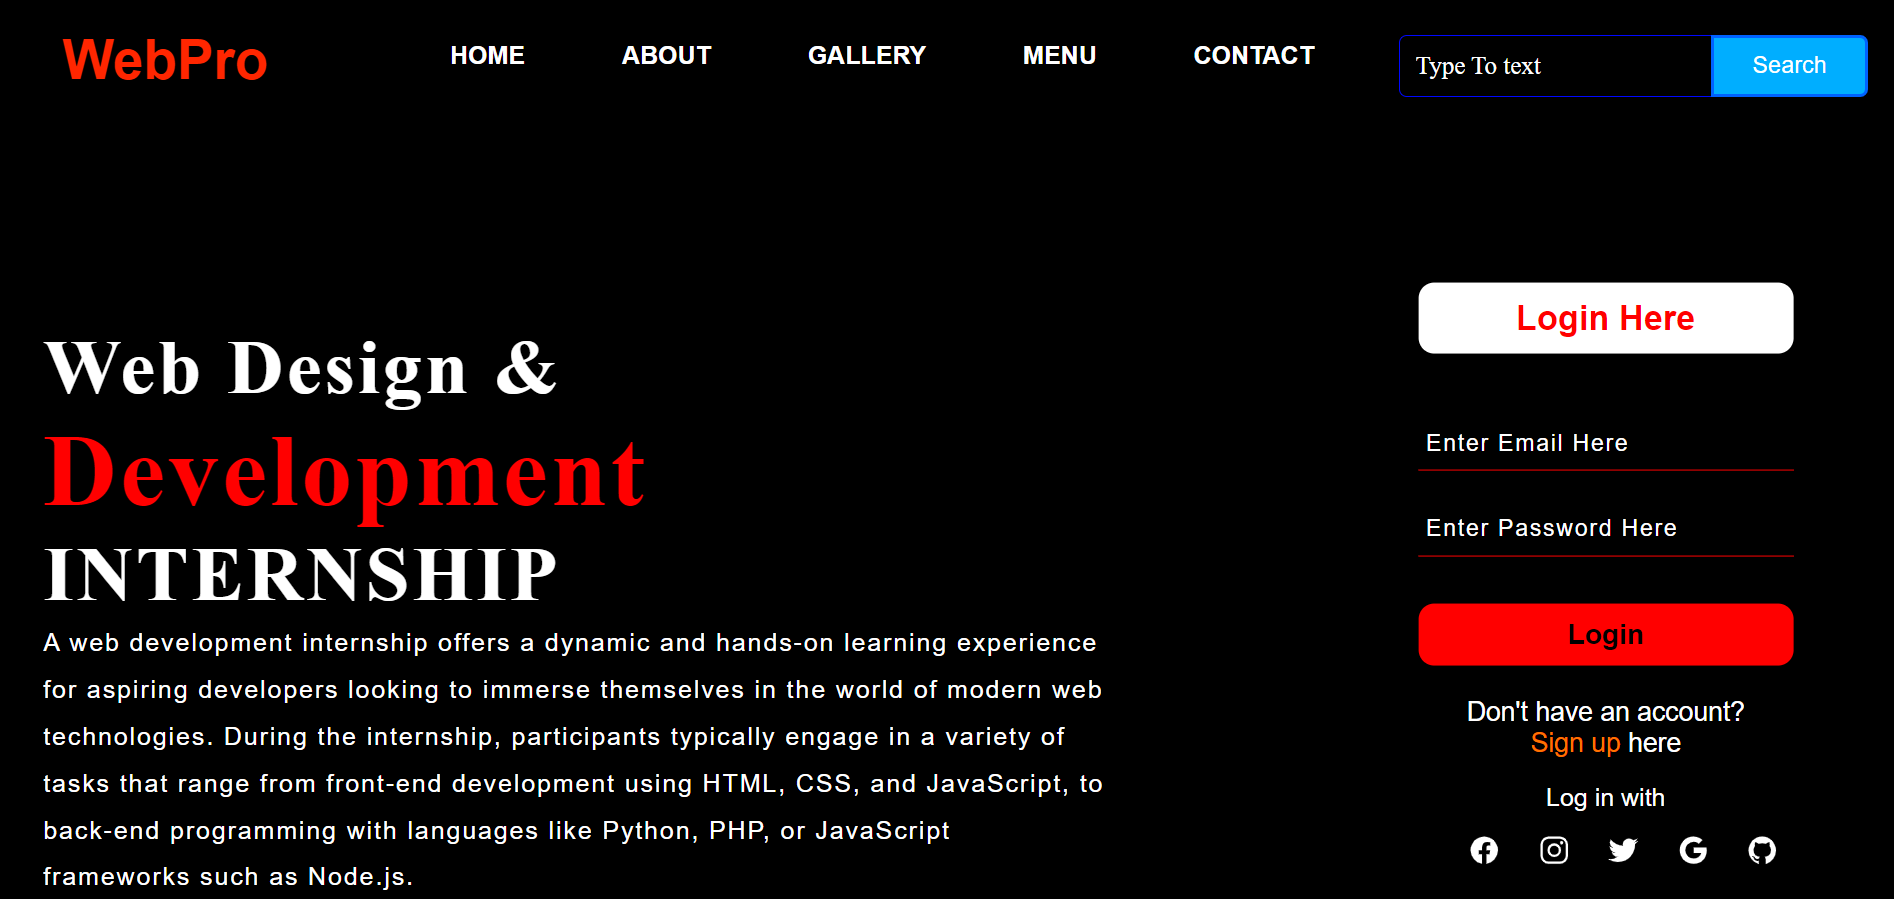 WebPro
HOME ABOUT GALLERY MENU CONTACT
Type To text Search
Web Design &
Development
INTERNSHIP
A web development internship offers a dynamic and hands-on learning experience
for aspiring developers looking to immerse themselves in the world of modern web
technologies. During the internship, participants typically engage in a variety of
tasks that range from front-end development using HTML, CSS, and JavaScript, to
back-end programming with languages like Python, PHP, or JavaScript
frameworks such as Node.js.
Login Here
Enter Email Here
Enter Password Here
Login
Don't have an account?
Sign up here
Log in with